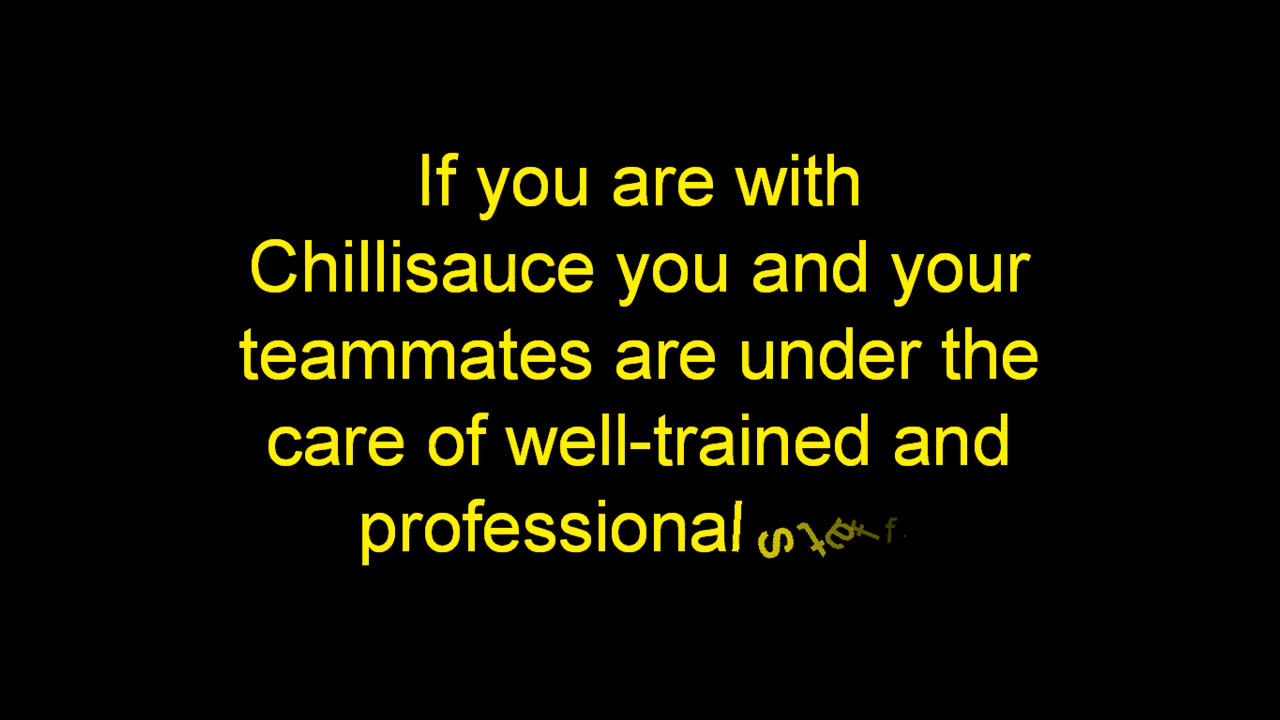 If you are with
Chillisauce you and your
teammates are under the
care of well-trained and
professional staff.